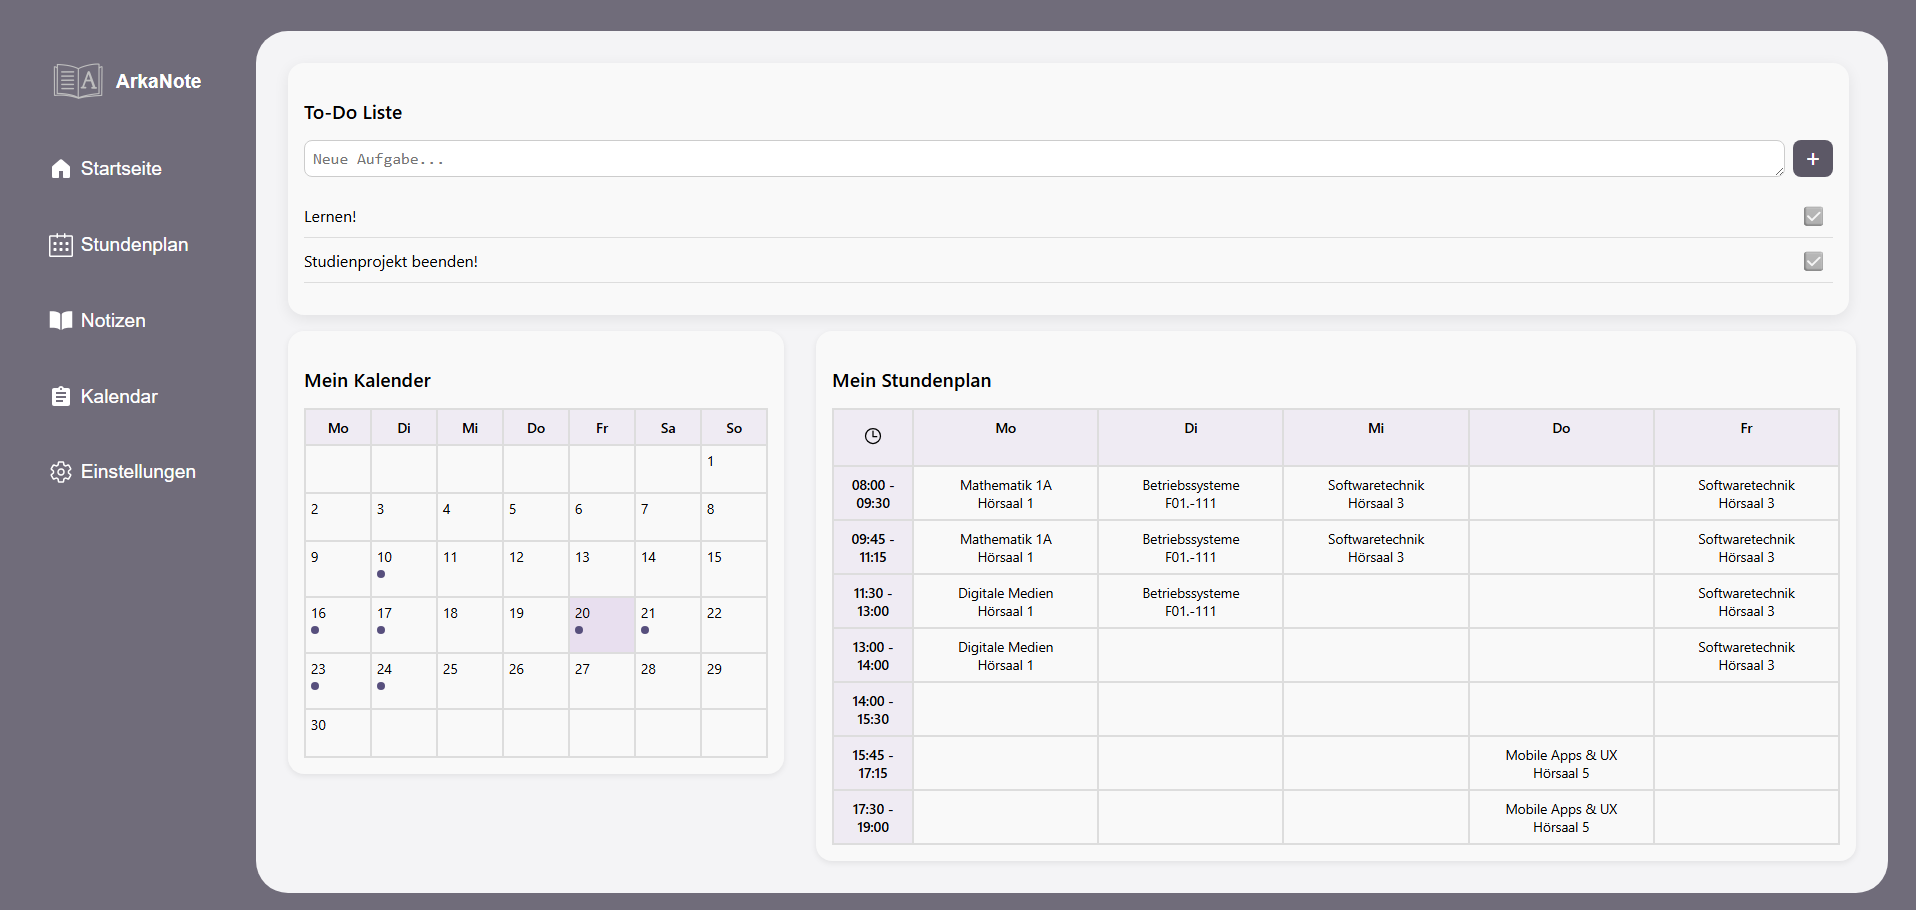 ArkaNote
Startseite
Stundenplan
Notizen
Kalendar
Einstellungen
To-Do Liste
Neue Aufgabe...
+
Lernen!
Studienprojekt beenden!
Mein Kalender
Mo Di Mi Do Fr Sa So
1
2 3 4 5 6 7 8
9 10 11 12 13 14 15
16 17 18 19 20 21 22
23 24 25 26 27 28 29
30
Mein Stundenplan
Mo Di Mi Do Fr
08:00 - Mathematik 1A Betriebssysteme Softwaretechnik Softwaretechnik
09:30 Hörsaal 1 F01.-111 Hörsaal 3 Hörsaal 3
09:45 - Mathematik 1A Betriebssysteme Softwaretechnik Softwaretechnik
11:15 Hörsaal 1 F01.-111 Hörsaal 3 Hörsaal 3
11:30 - Digitale Medien Betriebssysteme Softwaretechnik
13:00 Hörsaal 1 F01.-111 Hörsaal 3
13:00 - Digitale Medien Softwaretechnik
14:00 Hörsaal 1 Hörsaal 3
14:00 -
15:30
15:45 - Mobile Apps & UX
17:15 Hörsaal 5
17:30 - Mobile Apps & UX
19:00 Hörsaal 5